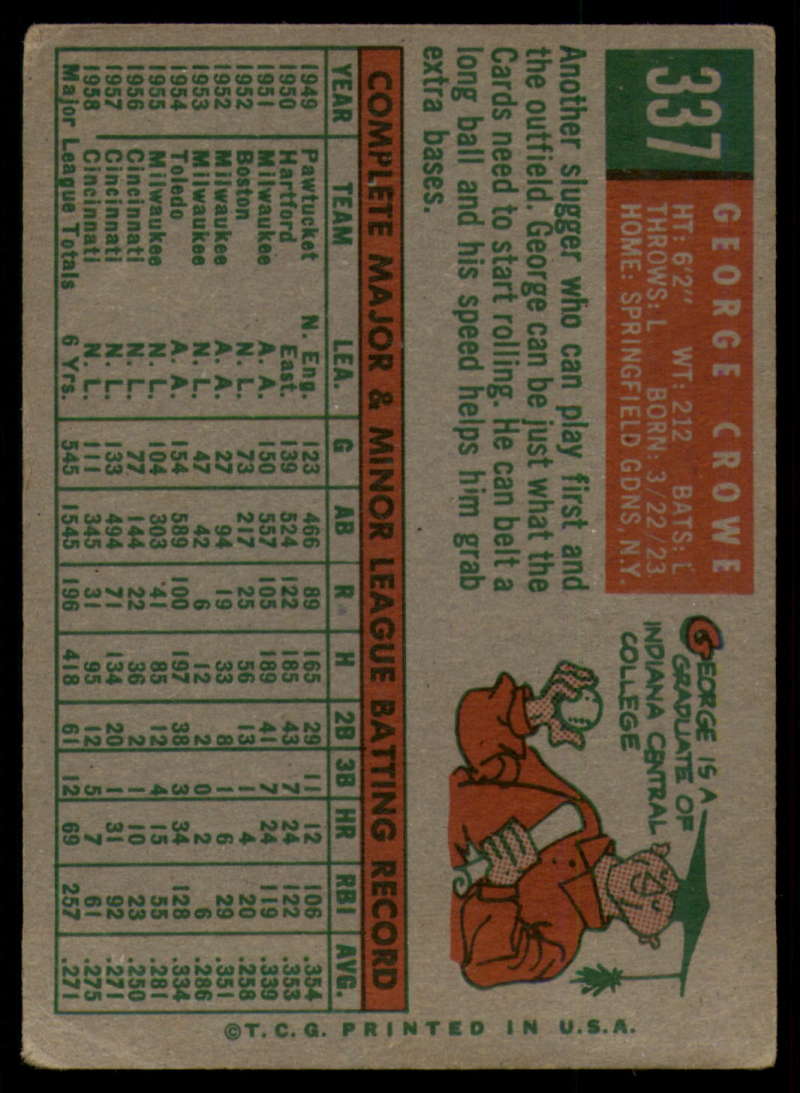 337
GEORGE CROWE
HT: 6'2" WT: 212 BATS: L
THROWS: L BORN: 3/22/23
HOME: SPRINGFIELD GDNS, N.Y.
Another slugger who can play first and
the outfield. George can be just what the
Cards need to start rolling. He can belt a
long ball and his speed helps him grab
extra bases.
GEORGE IS A
GRADUATE OF
INDIANA CENTRAL
COLLEGE
COMPLETE MAJOR & MINOR LEAGUE BATTING RECORD
YEAR TEAM LEA. G AB R H 2B 3B HR RBI AVG.
1949 Pawtucket N. Eng. 123 466 89 165 29 11 12 106 .354
1950 Hartford East. 139 524 122 185 43 7 24 122 .353
1951 Milwaukee A. A. 150 557 105 189 41 7 24 119 .339
1952 Boston N. L. 73 217 25 56 13 1 4 20 .258
1952 Milwaukee A. A. 27 94 19 33 8 1 6 29 .351
1953 Milwaukee N. L. 47 42 6 12 2 0 2 6 .286
1954 Toledo A. A. 154 589 100 197 38 3 34 128 .334
1955 Milwaukee N. L. 104 303 41 85 12 4 15 55 .281
1956 Cincinnati N. L. 77 144 22 36 2 1 10 23 .250
1957 Cincinnati N. L. 133 494 71 134 20 1 31 92 .271
1958 Cincinnati N. L. 111 345 31 95 12 5 7 61 .275
Major League Totals 6 Yrs. 545 1545 196 418 61 12 69 257 .271
©T.C.G. PRINTED IN U.S.A.